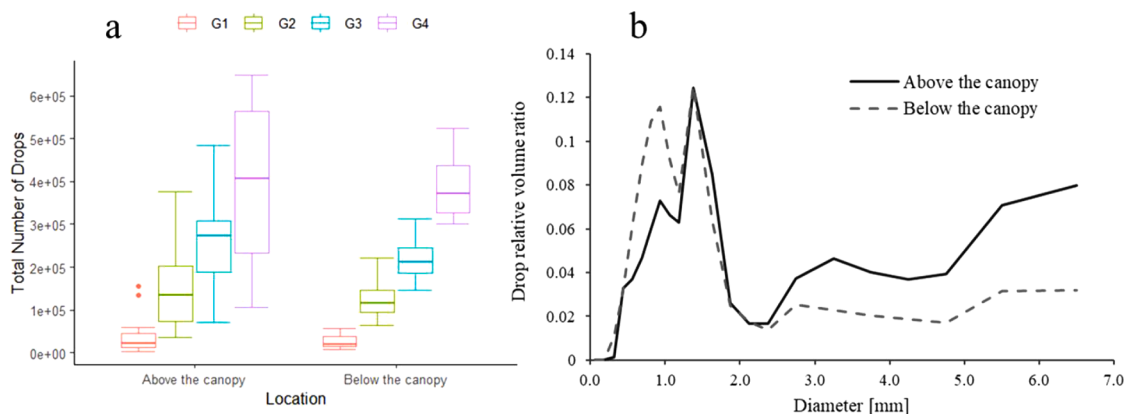 a
G1 G2 G3 G4
Total Number of Drops
6e+05
5e+05
4e+05
3e+05
2e+05
1e+05
0e+00
Above the canopy Below the canopy
Location
b
Drop relative volume ratio
0.14
0.12
0.1
0.08
0.06
0.04
0.02
0
Above the canopy
Below the canopy
0.0 1.0 2.0 3.0 4.0 5.0 6.0 7.0
Diameter [mm]